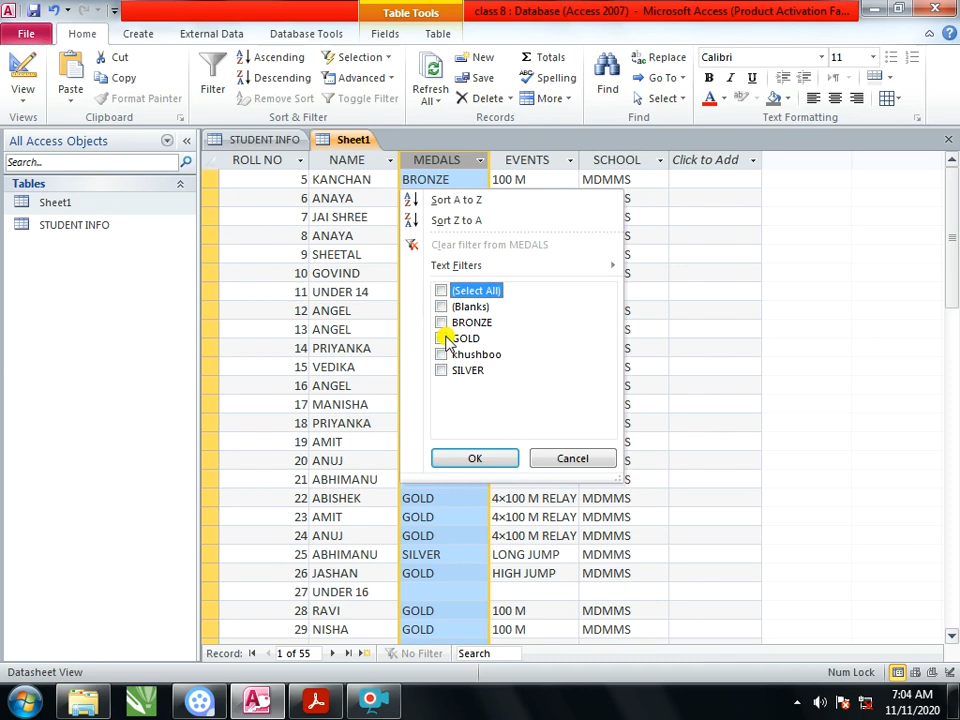 Table Tools
class 8 : Database (Access 2007) - Microsoft Access (Product Activation Fa...
File Home Create External Data Database Tools Fields Table
View
Views
Paste
Cut
Copy
Format Painter
Clipboard
Filter
Ascending
Descending
Remove Sort
Selection
Advanced
Toggle Filter
Sort & Filter
Refresh All
New
Save
Delete
Totals
Spelling
More
Records
Find
Replace
Go To
Select
Find
Calibri 11
B I U
Text Formatting
All Access Objects
Search...
Tables
Sheet1
STUDENT INFO
STUDENT INFO Sheet1
ROLL NO NAME MEDALS EVENTS SCHOOL Click to Add
5 KANCHAN BRONZE 100 M MDMMS
6 ANAYA S
7 JAI SHREE S
8 ANAYA S
9 SHEETAL S
10 GOVIND S
11 UNDER 14
12 ANGEL S
13 ANGEL S
14 PRIYANKA S
15 VEDIKA S
16 ANGEL S
17 MANISHA S
18 PRIYANKA S
19 AMIT S
20 ANUJ S
21 ABHIMANU S
22 ABISHEK GOLD 4×100 M RELAY MDMMS
23 AMIT GOLD 4×100 M RELAY MDMMS
24 ANUJ GOLD 4×100 M RELAY MDMMS
25 ABHIMANU SILVER LONG JUMP MDMMS
26 JASHAN GOLD HIGH JUMP MDMMS
27 UNDER 16
28 RAVI GOLD 100 M MDMMS
29 NISHA GOLD 100 M MDMMS
Sort A to Z
Sort Z to A
Clear filter from MEDALS
Text Filters
(Select All)
(Blanks)
BRONZE
GOLD
khushboo
SILVER
OK Cancel
Record: 1 of 55 No Filter Search
Datasheet View Num Lock
7:04 AM
11/11/2020